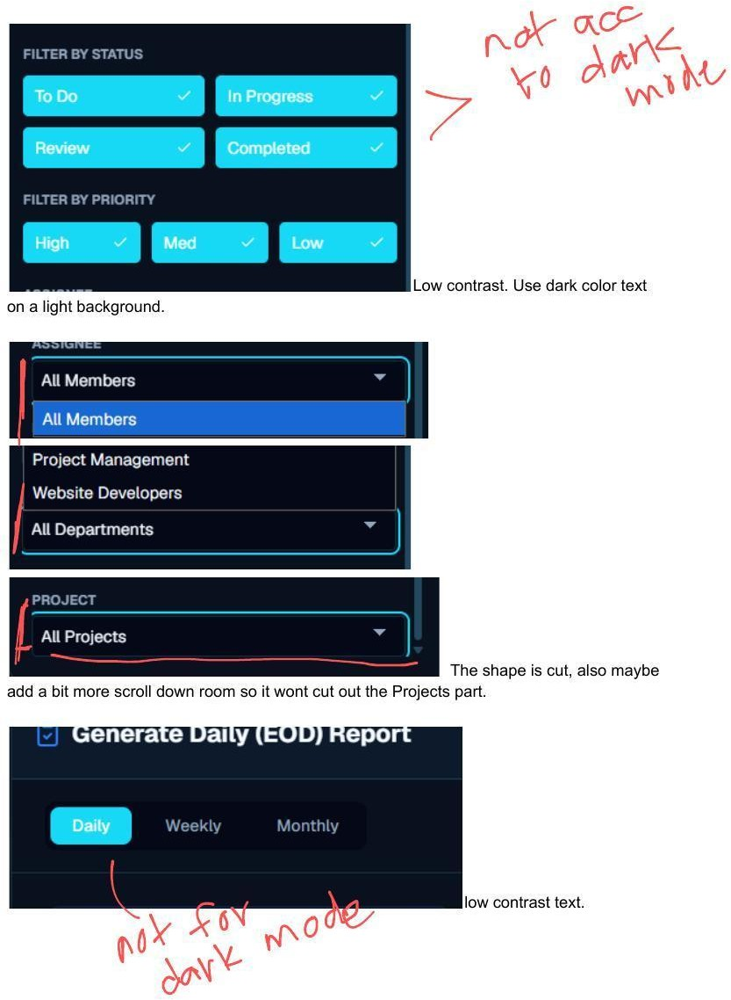 not acc
to dark
mode
FILTER BY STATUS
To Do
In Progress
Review
Completed
FILTER BY PRIORITY
High
Med
Low
ASSIGNEE
Low contrast. Use dark color text
on a light background.
ASSIGNEE
All Members
All Members
Project Management
Website Developers
All Departments
PROJECT
All Projects
The shape is cut, also maybe
add a bit more scroll down room so it wont cut out the Projects part.
Generate Daily (EOD) Report
Daily
Weekly
Monthly
low contrast text.
not for
dark mode